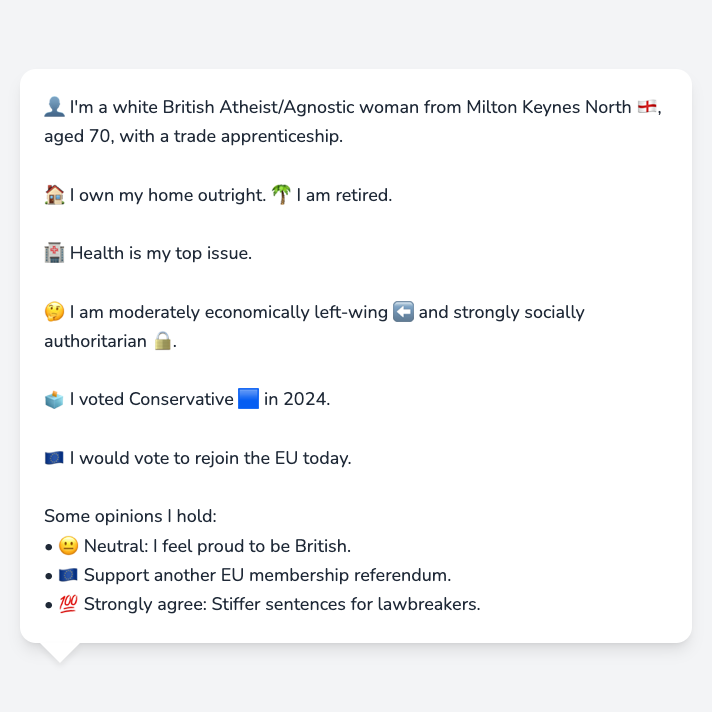 👤 I'm a white British Atheist/Agnostic woman from Milton Keynes North 🏴󠁧󠁢󠁥󠁮󠁧󠁿,
aged 70, with a trade apprenticeship.
🏠 I own my home outright. 🌴 I am retired.
🏥 Health is my top issue.
🤔 I am moderately economically left-wing ⬅️ and strongly socially
authoritarian 🔒.
🗳️ I voted Conservative 🟦 in 2024.
🇪🇺 I would vote to rejoin the EU today.
Some opinions I hold:
• 😐 Neutral: I feel proud to be British.
• 🇪🇺 Support another EU membership referendum.
• 💯 Strongly agree: Stiffer sentences for lawbreakers.